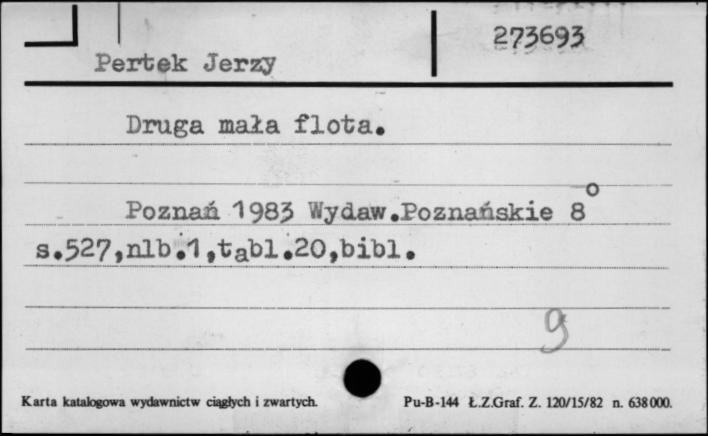 273693
Pertek Jerzy
Druga mała flota.
Poznań 1983 Wydaw.Poznańskie 8°
s.527,nlb.1,tabl.20,bibl.
9
Karta katalogowa wydawnictw ciągłych i zwartych. Pu-B-144 Ł.Z.Graf. Z. 120/15/82 n. 638000.